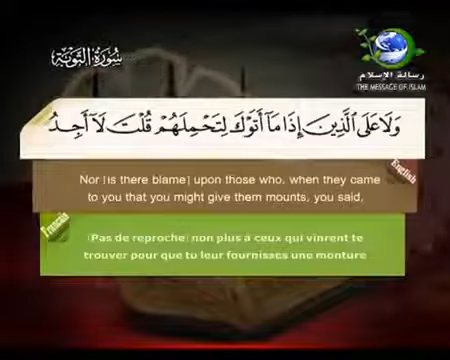 سورة التوبة
رسالة الإسلام
THE MESSAGE OF ISLAM
وَلَا عَلَى ٱلَّذِينَ إِذَا مَآ أَتَوْكَ لِتَحْمِلَهُمْ قُلْتَ لَآ أَجِدُ
English
Nor [is there blame] upon those who, when they came
to you that you might give them mounts, you said,
Français
[Pas de reproche] non plus à ceux qui vinrent te
trouver pour que tu leur fournisses une monture